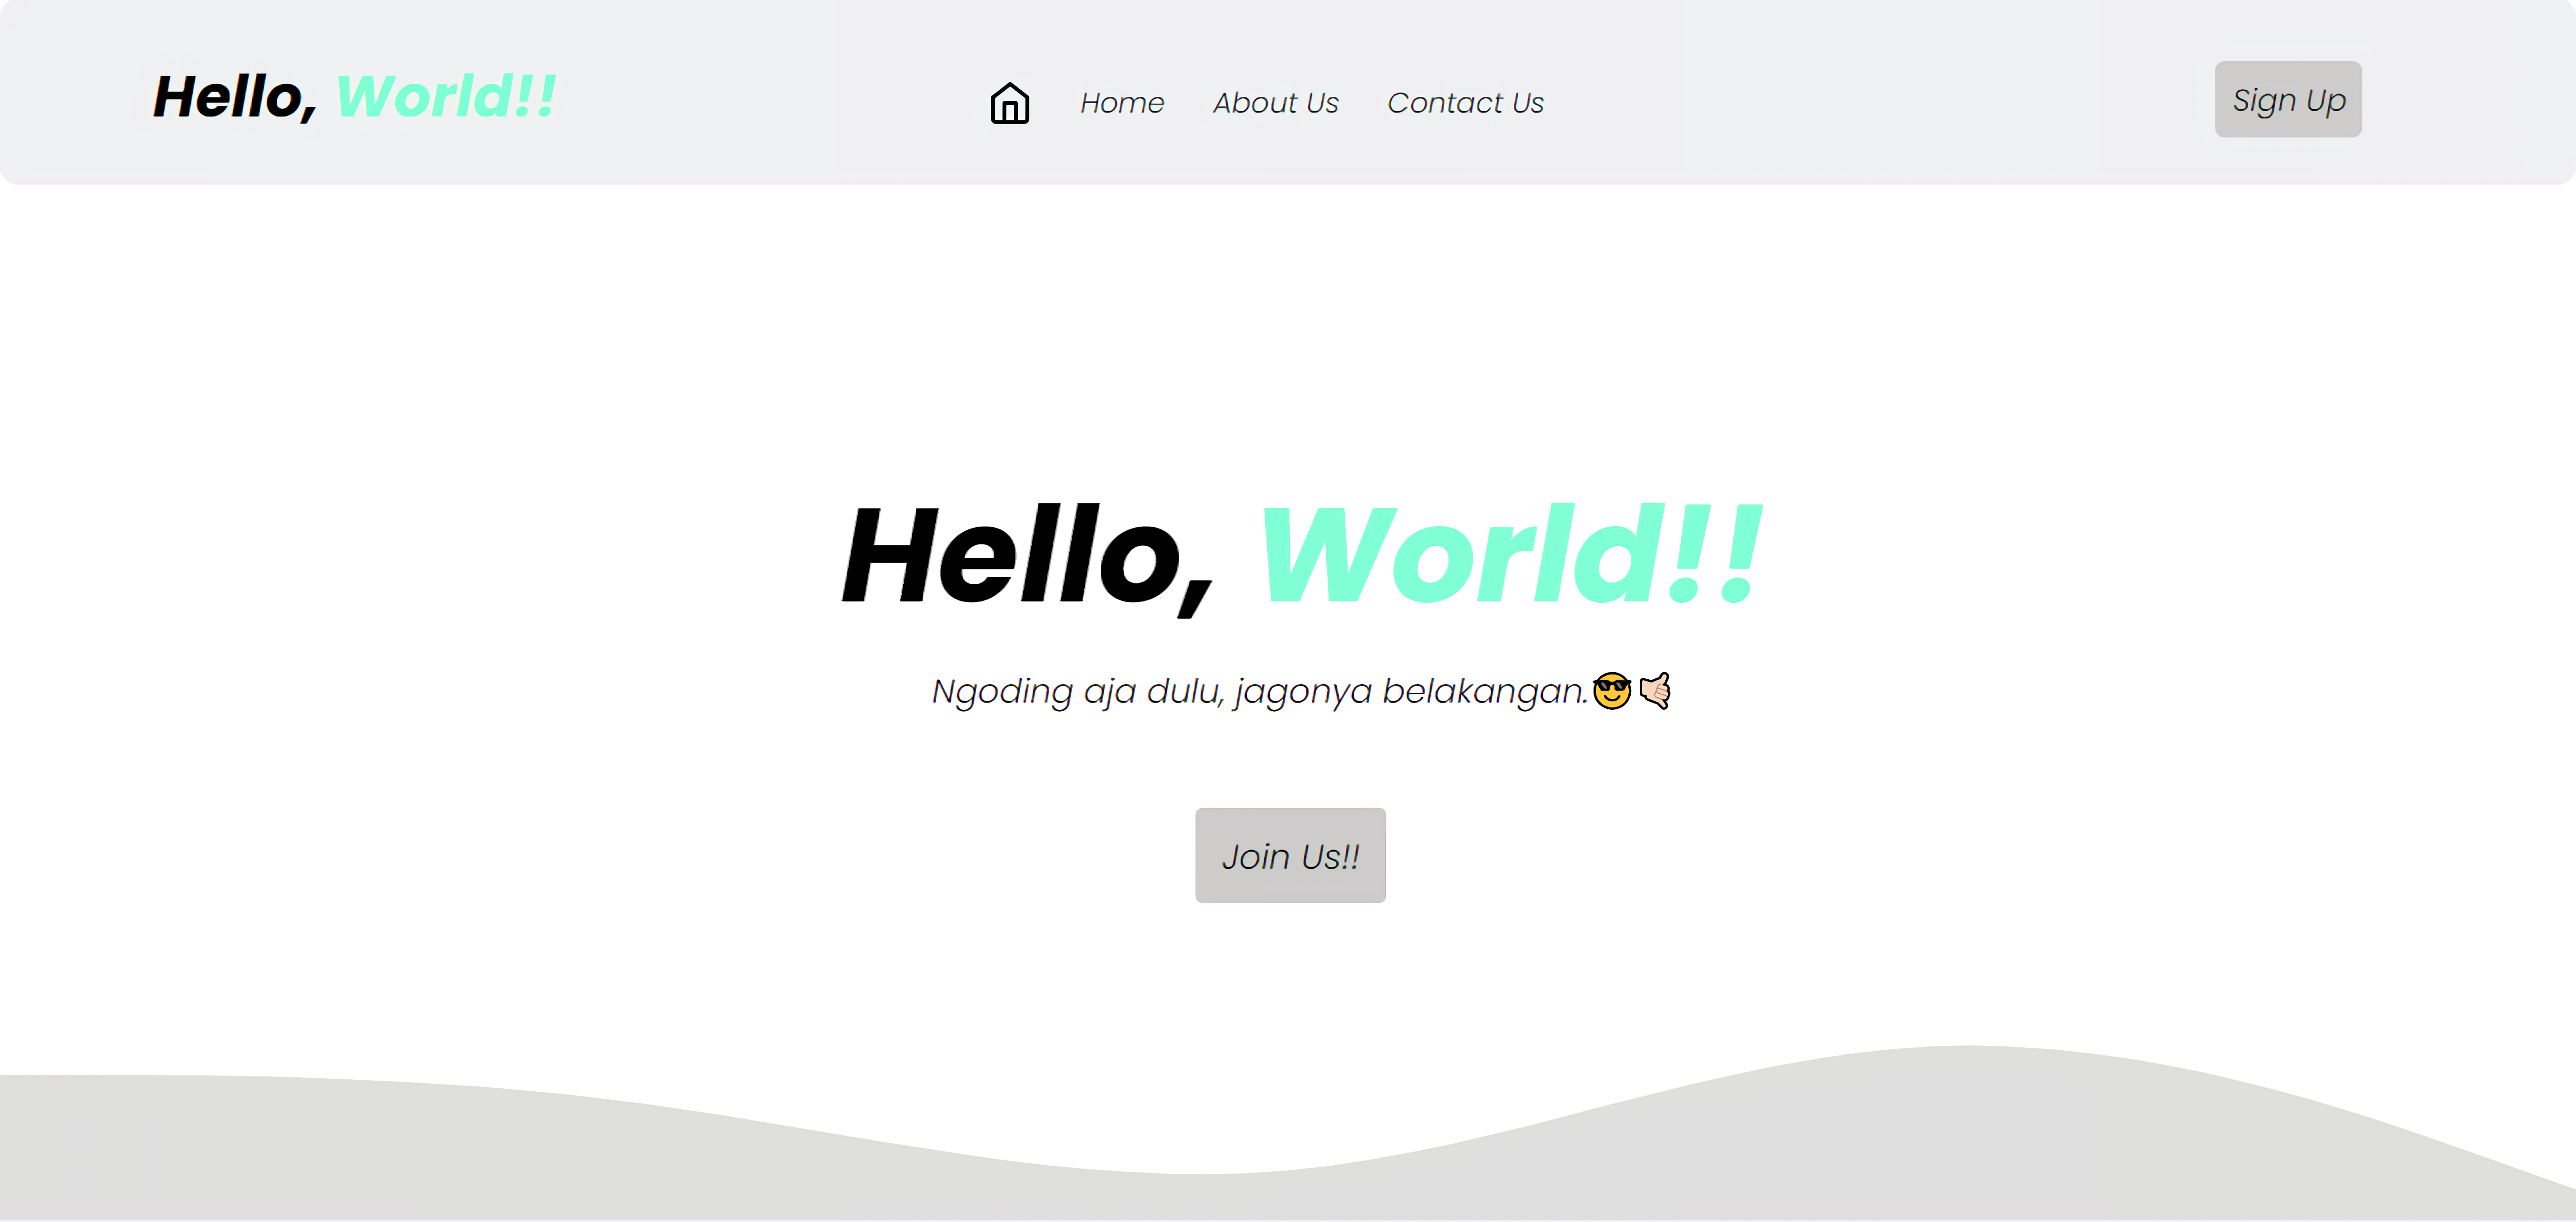 Hello, World!!
Home About Us Contact Us
Sign Up
Hello, World!!
Ngoding aja dulu, jagonya belakangan.😎🤙🏻
Join Us!!